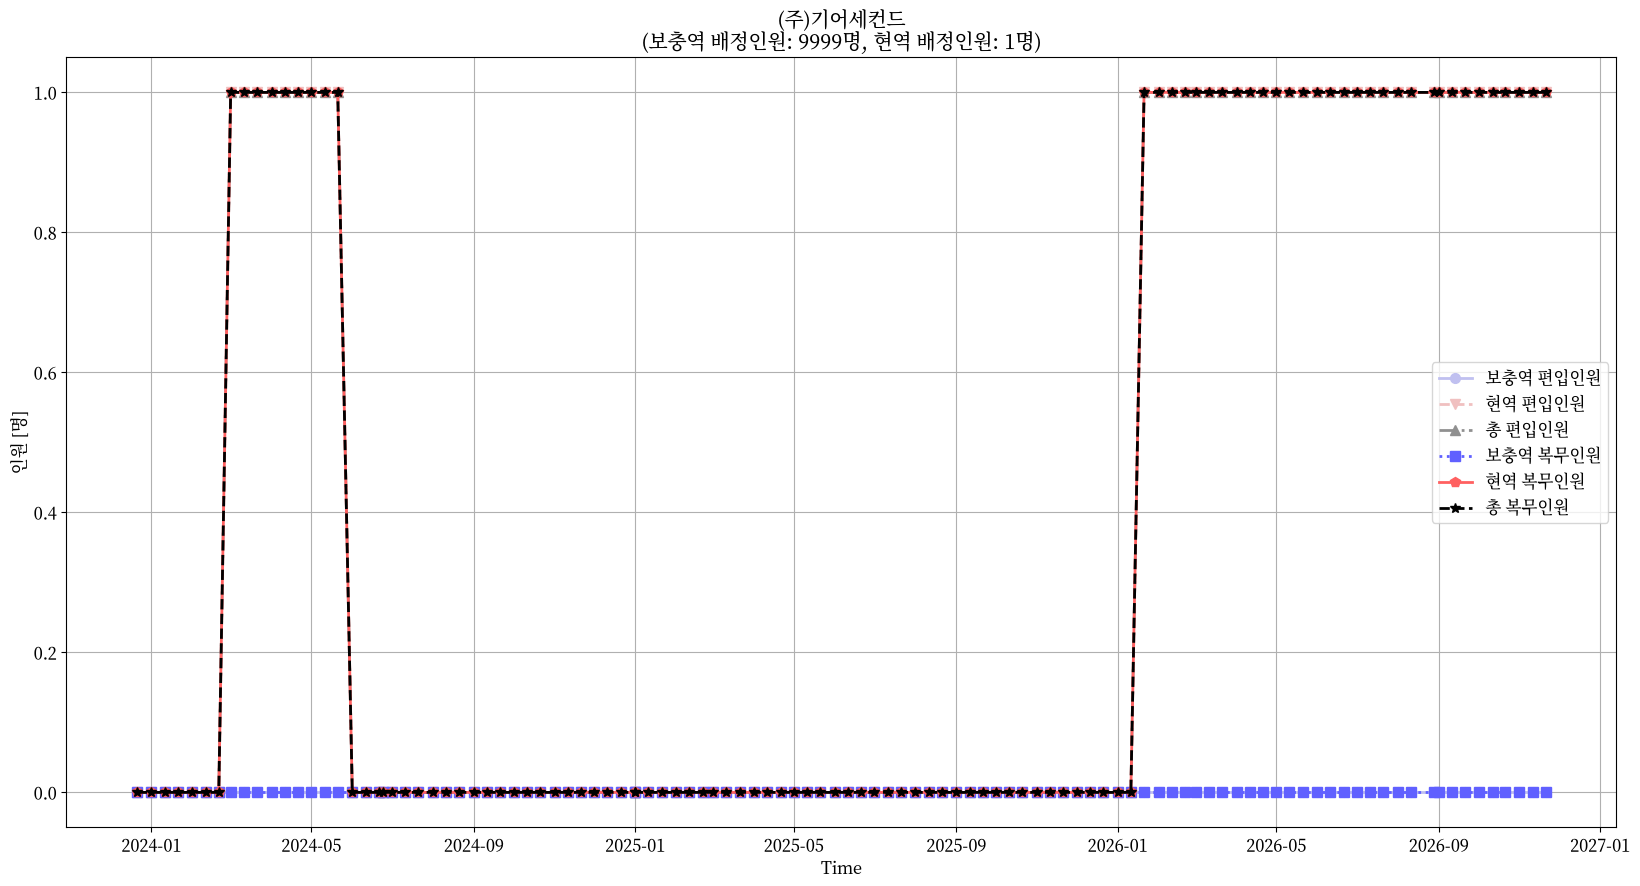 (주)기어세컨드
(보충역 배정인원: 9999명, 현역 배정인원: 1명)
인원 [명]
1.0
0.8
0.6
0.4
0.2
0.0
보충역 편입인원
현역 편입인원
총 편입인원
보충역 복무인원
현역 복무인원
총 복무인원
2024-01 2024-05 2024-09 2025-01 2025-05 2025-09 2026-01 2026-05 2026-09 2027-01
Time